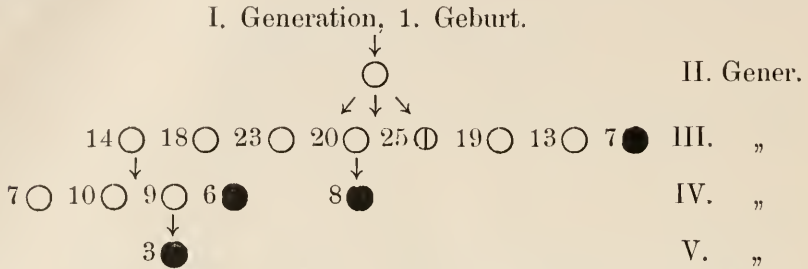 I. Generation, 1. Geburt.
II. Gener.
14 18 23 20 25 19 13 7 III. „
7 10 9 6 8 IV. „
3 V. „